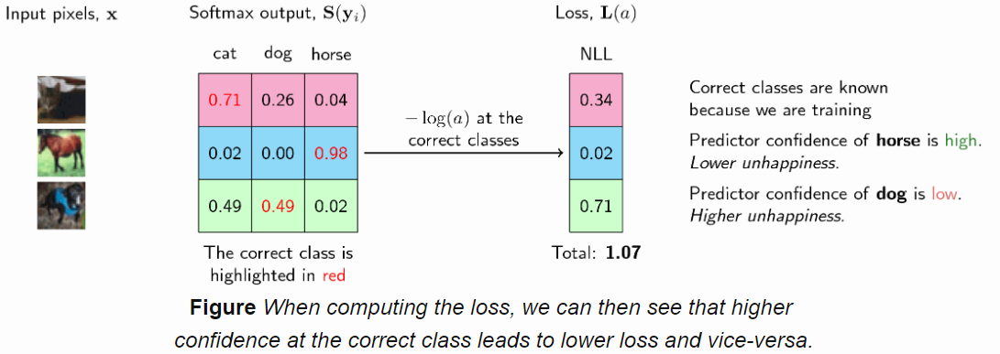 Input pixels, x
Softmax output, S(yᵢ)
Loss, L(a)
cat dog horse
NLL
0.71 0.26 0.04
0.34
0.02 0.00 0.98
0.02
0.49 0.49 0.02
0.71
−log(a) at the
correct classes
Correct classes are known
because we are training
Predictor confidence of horse is high.
Lower unhappiness.
Predictor confidence of dog is low.
Higher unhappiness.
The correct class is
highlighted in red
Total: 1.07
Figure When computing the loss, we can then see that higher
confidence at the correct class leads to lower loss and vice-versa.